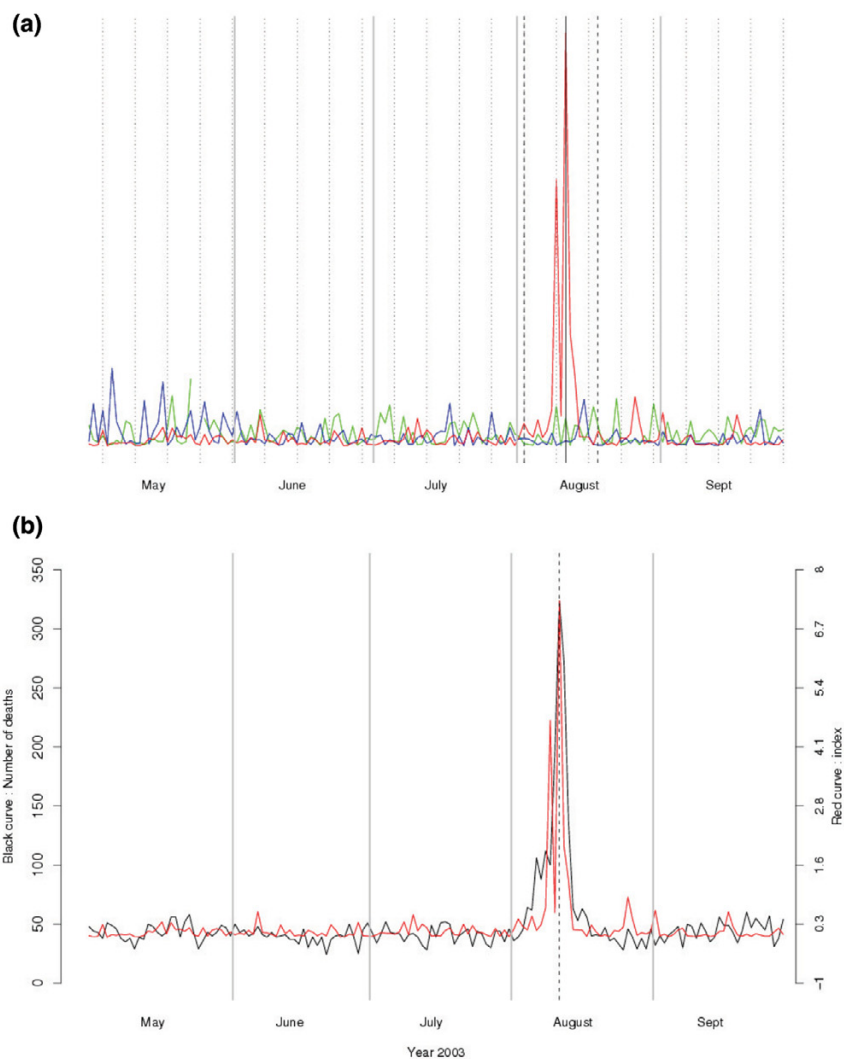 (a)
May June July August Sept
(b)
350
300
250
200
150
100
50
0
Black curve : Number of deaths
8
6.7
5.4
4.1
2.8
1.6
0.3
−1
Red curve : index
May June July August Sept
Year 2003